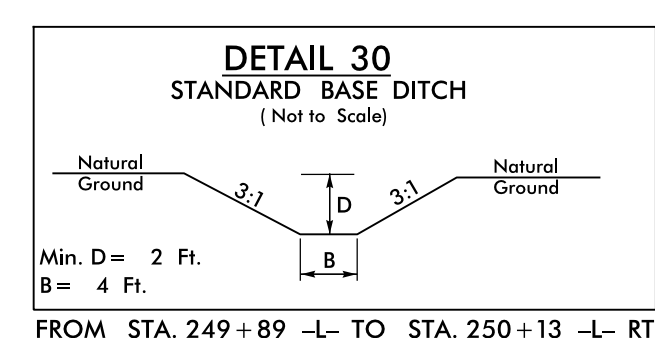 DETAIL 30
STANDARD BASE DITCH
( Not to Scale)
Natural
Ground
3:1
D
3:1
Natural
Ground
Min. D = 2 Ft.
B
B = 4 Ft.
FROM STA. 249+89 -L- TO STA. 250+13 -L- RT